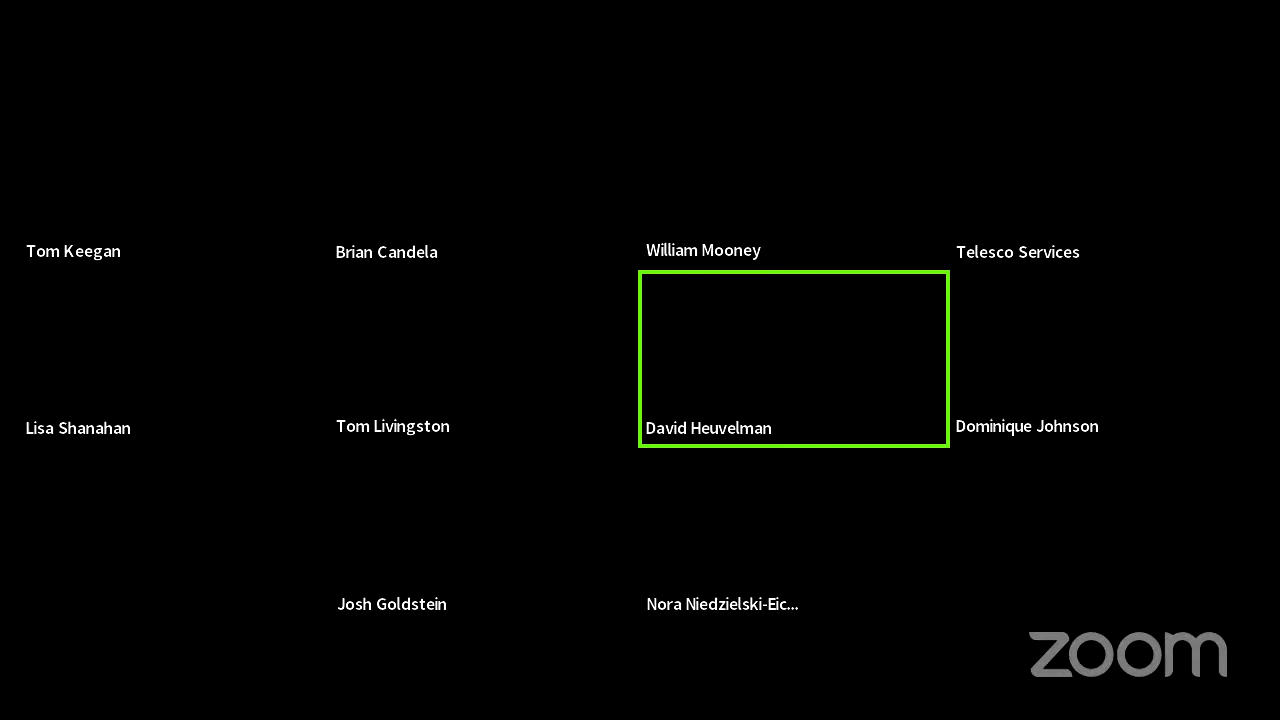 Tom Keegan
Brian Candela
William Mooney
Telesco Services
Lisa Shanahan
Tom Livingston
David Heuvelman
Dominique Johnson
Josh Goldstein
Nora Niedzielski-Eic...
zoom